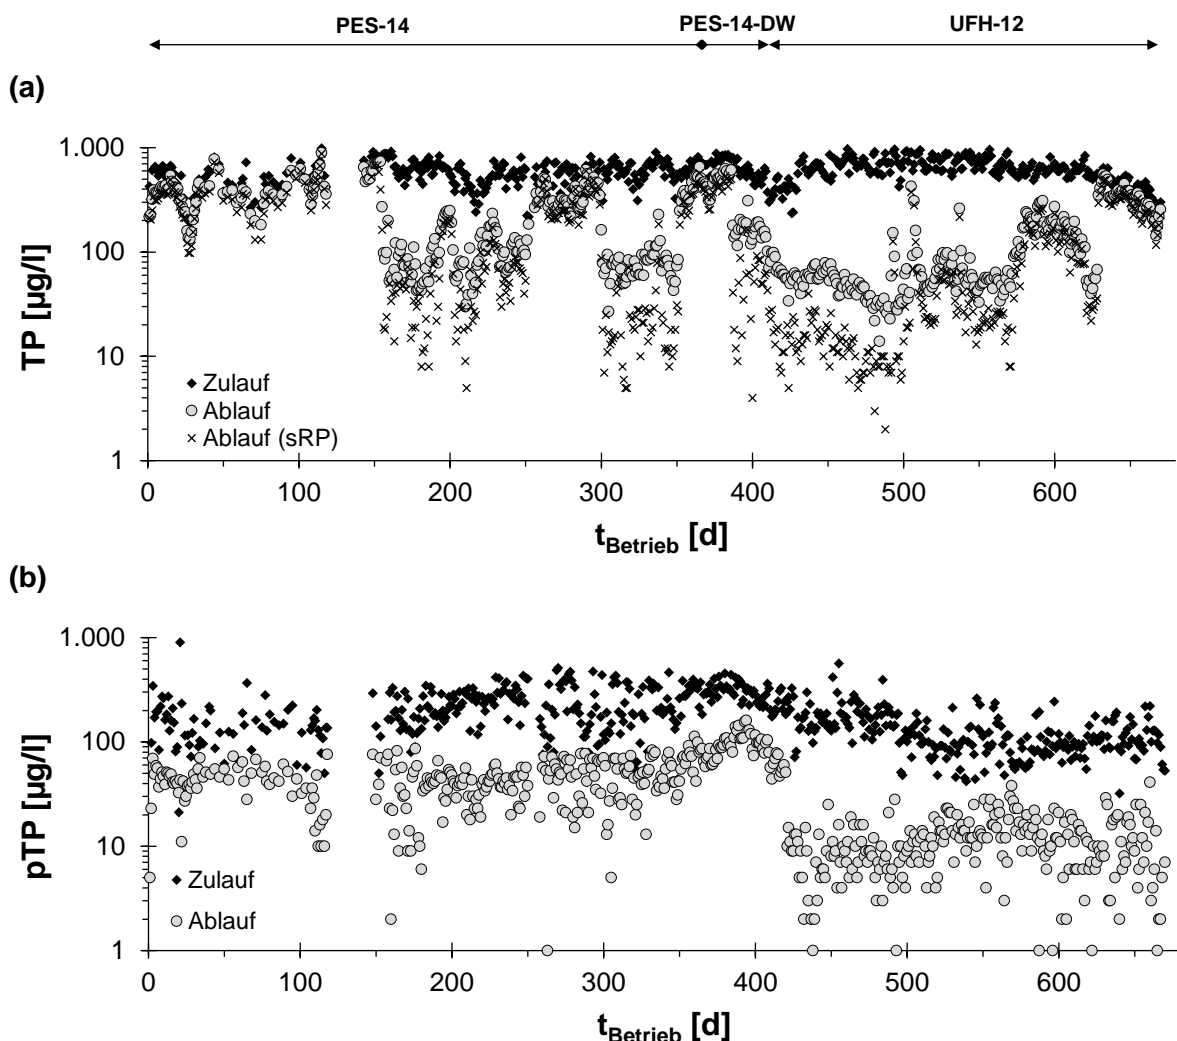 PES-14 PES-14-DW UFH-12
(a)
1.000
100
10
1
TP [µg/l]
Zulauf
Ablauf
Ablauf (sRP)
0 100 200 300 400 500 600
tBetrieb [d]
(b)
1.000
100
10
1
pTP [µg/l]
Zulauf
Ablauf
0 100 200 300 400 500 600
tBetrieb [d]